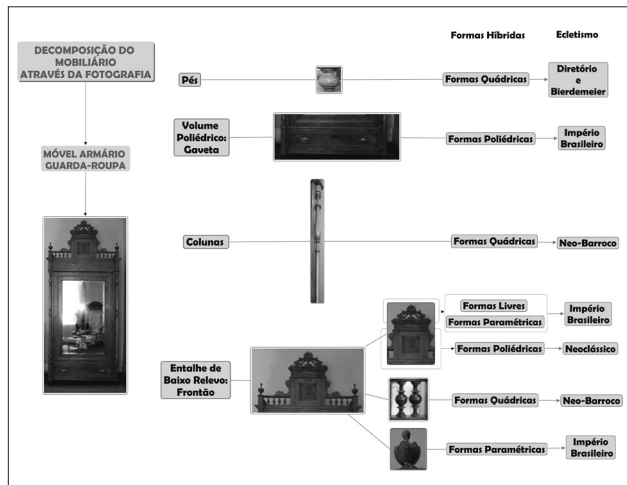 Formas Híbridas
Ecletismo
DECOMPOSIÇÃO DO
MOBILIÁRIO
ATRAVÉS DA FOTOGRAFIA
Pés
Formas Quádricas
Diretório
e
Bierdemeier
Volume
Poliédrico:
Gaveta
Formas Poliédricas
Império
Brasileiro
MÓVEL ARMÁRIO
GUARDA-ROUPA
Colunas
Formas Quádricas
Neo-Barroco
Formas Livres
Formas Paramétricas
Império
Brasileiro
Formas Poliédricas
Neoclássico
Entalhe de
Baixo Relevo:
Frontão
Formas Quádricas
Neo-Barroco
Formas Paramétricas
Império
Brasileiro